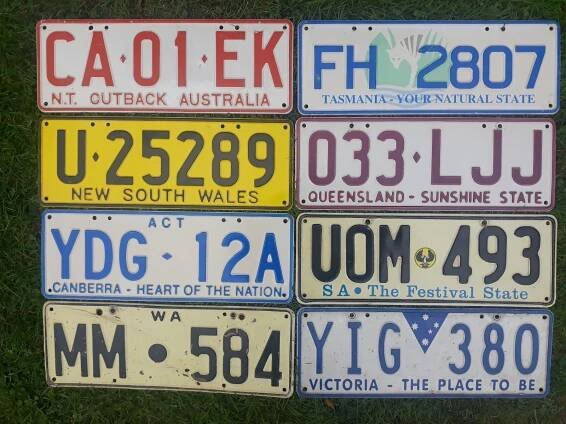 CA·01·EK
N.T. OUTBACK AUSTRALIA
FH 2807
TASMANIA - YOUR NATURAL STATE
U·25289
NEW SOUTH WALES
033·LJJ
QUEENSLAND - SUNSHINE STATE
ACT
YDG·12A
CANBERRA - HEART OF THE NATION
UOM 493
SA • The Festival State
WA
MM • 584
YIG 380
VICTORIA - THE PLACE TO BE